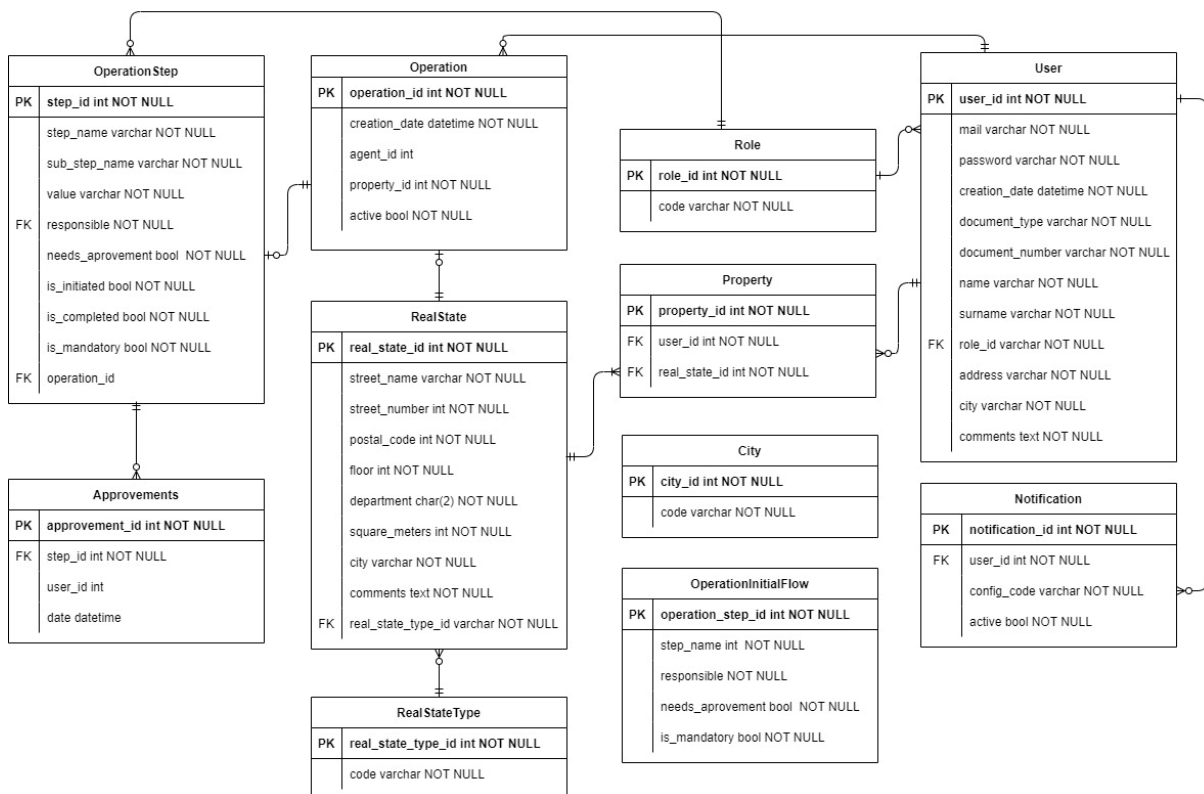 OperationStep
PK step_id int NOT NULL
step_name varchar NOT NULL
sub_step_name varchar NOT NULL
value varchar NOT NULL
FK responsible NOT NULL
needs_aprovement bool NOT NULL
is_initiated bool NOT NULL
is_completed bool NOT NULL
is_mandatory bool NOT NULL
FK operation_id
Approvements
PK approvement_id int NOT NULL
FK step_id int NOT NULL
user_id int
date datetime
Operation
PK operation_id int NOT NULL
creation_date datetime NOT NULL
agent_id int
property_id int NOT NULL
active bool NOT NULL
RealState
PK real_state_id int NOT NULL
street_name varchar NOT NULL
street_number int NOT NULL
postal_code int NOT NULL
floor int NOT NULL
department char(2) NOT NULL
square_meters int NOT NULL
city varchar NOT NULL
comments text NOT NULL
FK real_state_type_id varchar NOT NULL
RealStateType
PK real_state_type_id int NOT NULL
code varchar NOT NULL
Role
PK role_id int NOT NULL
code varchar NOT NULL
Property
PK property_id int NOT NULL
FK user_id int NOT NULL
FK real_state_id int NOT NULL
City
PK city_id int NOT NULL
code varchar NOT NULL
OperationInitialFlow
PK operation_step_id int NOT NULL
step_name int NOT NULL
responsible NOT NULL
needs_aprovement bool NOT NULL
is_mandatory bool NOT NULL
User
PK user_id int NOT NULL
mail varchar NOT NULL
password varchar NOT NULL
creation_date datetime NOT NULL
document_type varchar NOT NULL
document_number varchar NOT NULL
name varchar NOT NULL
surname varchar NOT NULL
FK role_id varchar NOT NULL
address varchar NOT NULL
city varchar NOT NULL
comments text NOT NULL
Notification
PK notification_id int NOT NULL
FK user_id int NOT NULL
config_code varchar NOT NULL
active bool NOT NULL